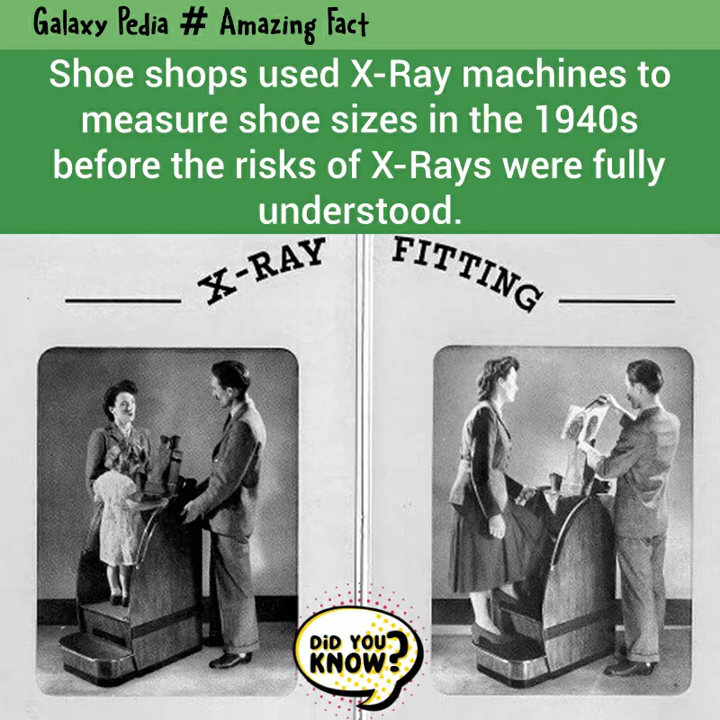 Galaxy Pedia # Amazing Fact
Shoe shops used X-Ray machines to
measure shoe sizes in the 1940s
before the risks of X-Rays were fully
understood.
X-RAY FITTING
DiD YOU
KNOW?